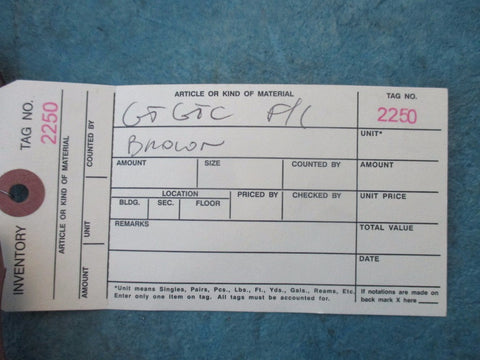 INVENTORY
TAG NO.
2250
ARTICLE OR KIND OF MATERIAL
AMOUNT UNIT COUNTED BY
ARTICLE OR KIND OF MATERIAL
TAG NO.
GT GTC P/C
2250
BROWN
UNIT*
AMOUNT SIZE COUNTED BY AMOUNT
LOCATION PRICED BY CHECKED BY UNIT PRICE
BLDG. SEC. FLOOR
REMARKS
TOTAL VALUE
DATE
*Unit means Singles, Pairs, Pcs., Lbs., Ft., Yds., Gals., Reams, Etc.
Enter only one item on tag. All tags must be accounted for.
If notations are made on
back mark X here